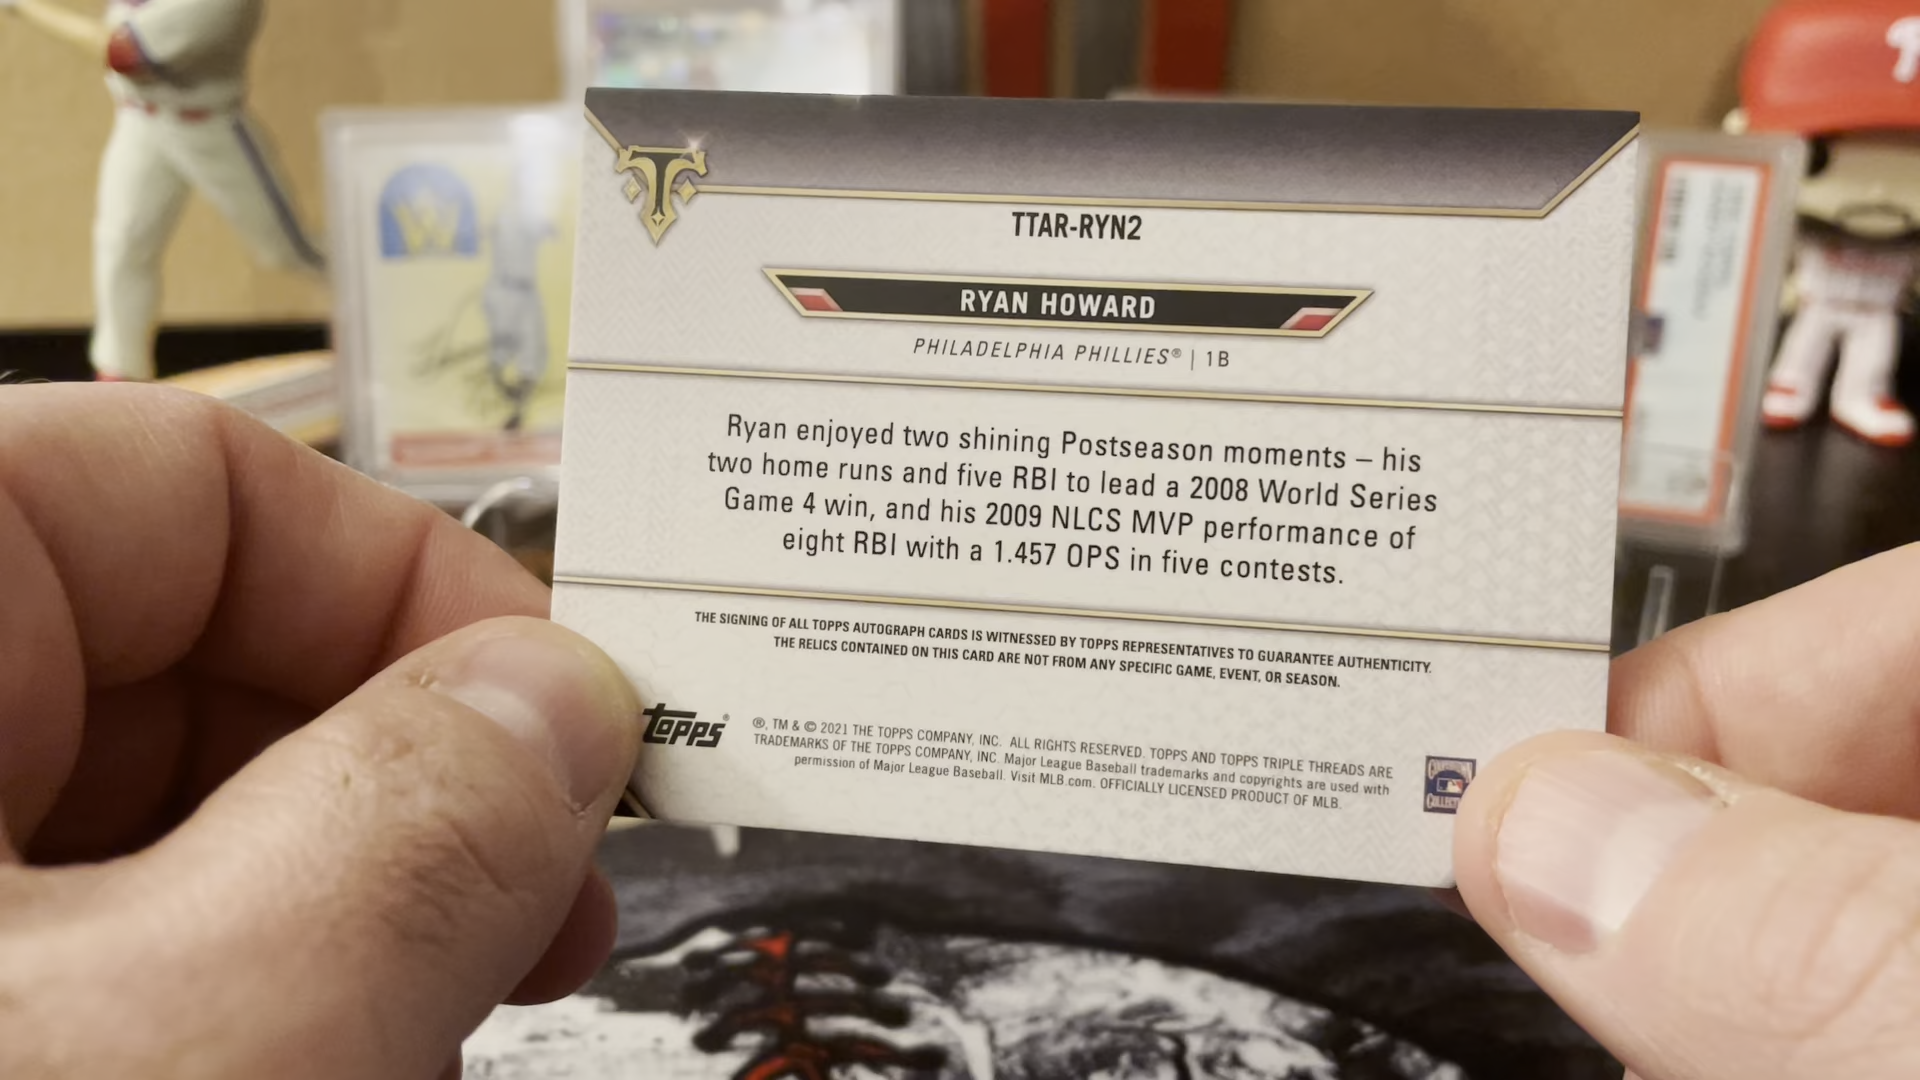 TTAR-RYN2
RYAN HOWARD
PHILADELPHIA PHILLIES® | 1B
Ryan enjoyed two shining Postseason moments – his
two home runs and five RBI to lead a 2008 World Series
Game 4 win, and his 2009 NLCS MVP performance of
eight RBI with a 1.457 OPS in five contests.
THE SIGNING OF ALL TOPPS AUTOGRAPH CARDS IS WITNESSED BY TOPPS REPRESENTATIVES TO GUARANTEE AUTHENTICITY.
THE RELICS CONTAINED ON THIS CARD ARE NOT FROM ANY SPECIFIC GAME, EVENT, OR SEASON.
topps®
®, TM & © 2021 THE TOPPS COMPANY, INC. ALL RIGHTS RESERVED. TOPPS AND TOPPS TRIPLE THREADS ARE
TRADEMARKS OF THE TOPPS COMPANY, INC. Major League Baseball trademarks and copyrights are used with
permission of Major League Baseball. Visit MLB.com. OFFICIALLY LICENSED PRODUCT OF MLB.